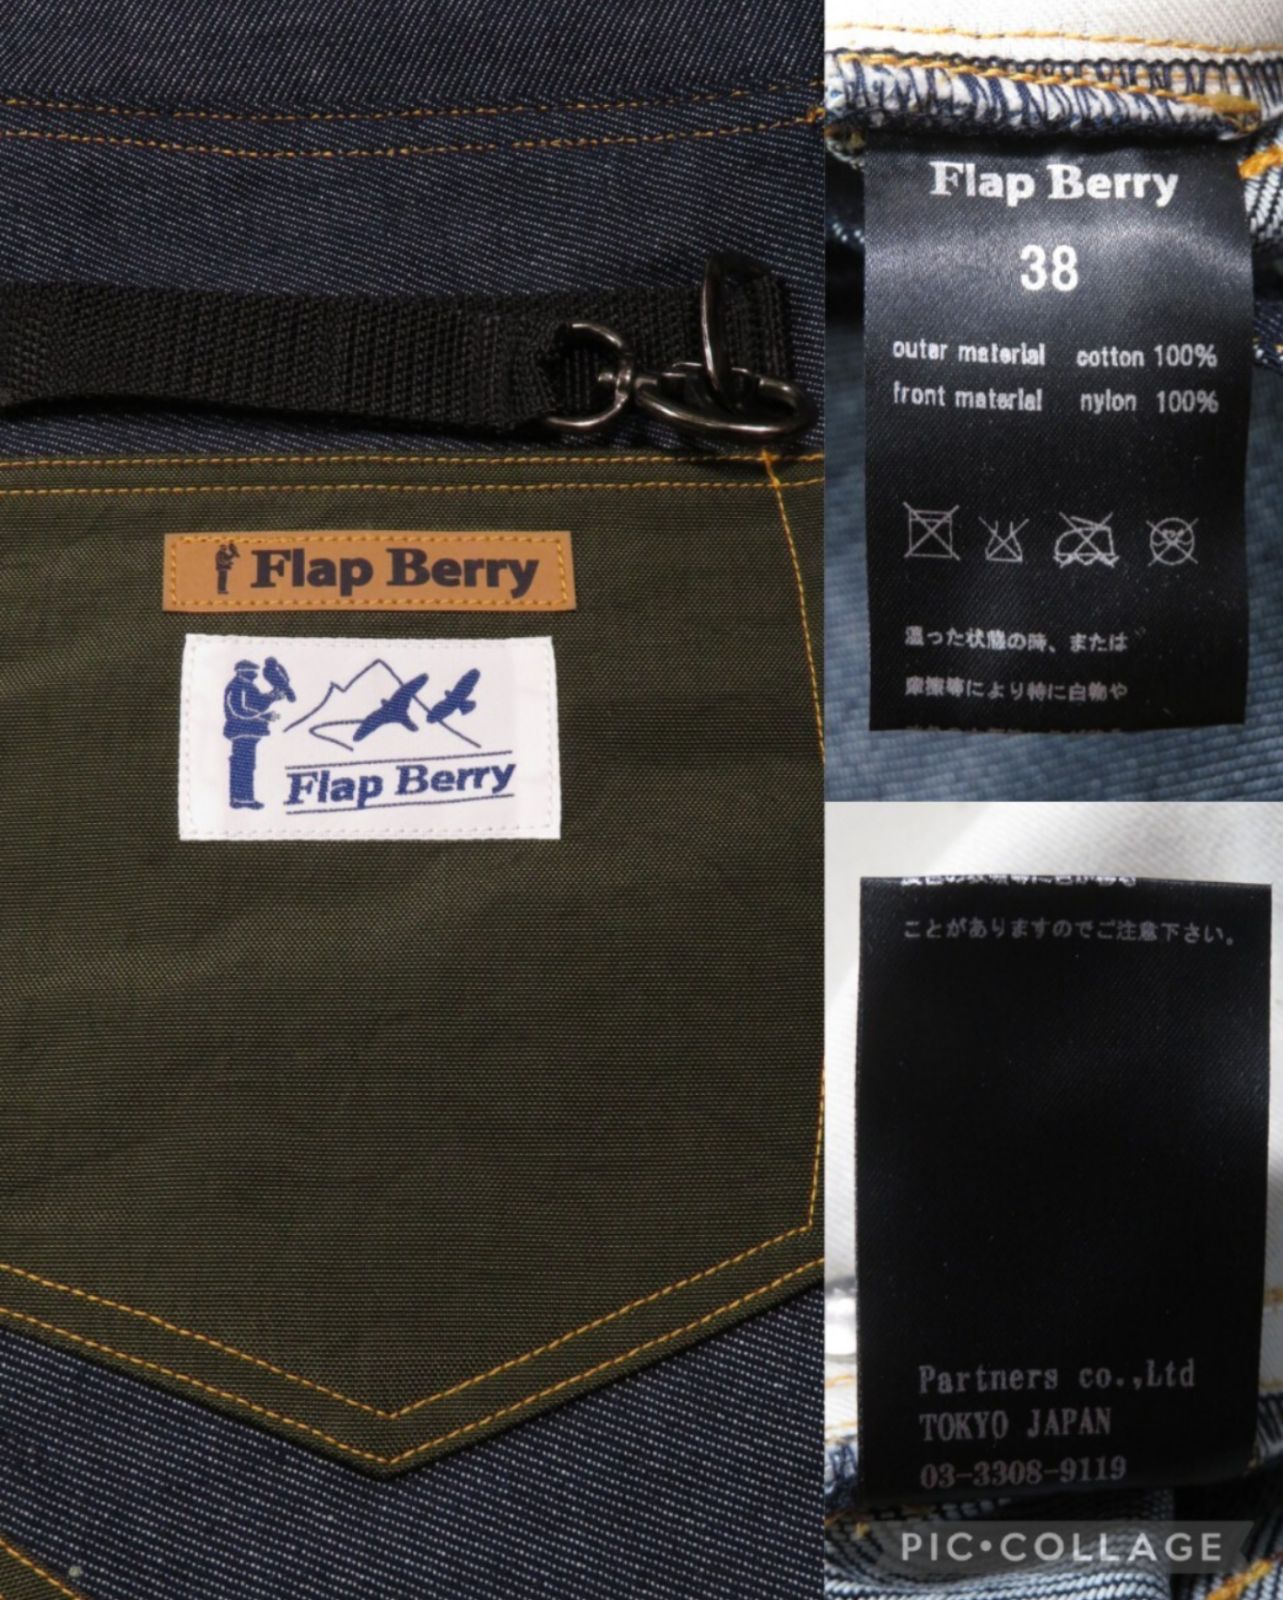 Flap Berry
Flap Berry
Flap Berry
38
outer material cotton 100%
front material nylon 100%
湿った状態の時、または
摩擦等により特に白物や
ことがありますのでご注意下さい。
Partners co.,Ltd
TOKYO JAPAN
03-3308-9119
PIC•COLLAGE